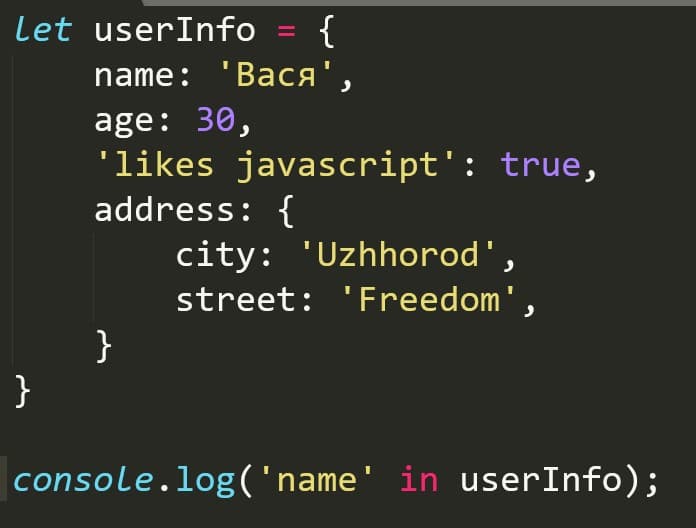 let userInfo = {
    name: 'Вася',
    age: 30,
    'likes javascript': true,
    address: {
        city: 'Uzhhorod',
        street: 'Freedom',
    }
}

console.log('name' in userInfo);